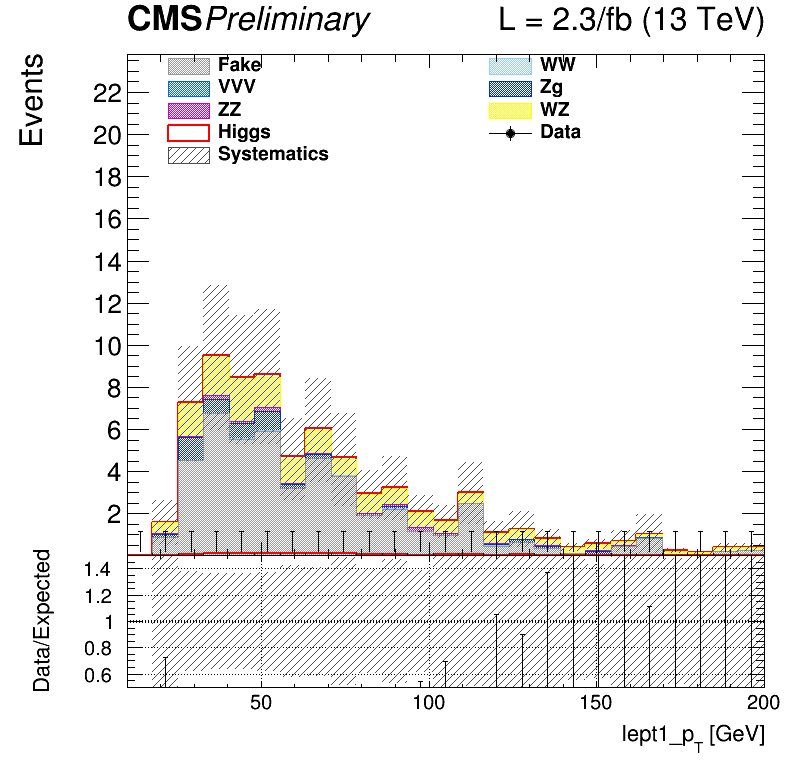 CMS Preliminary L = 2.3/fb (13 TeV)
Events
Fake WW
VVV Zg
ZZ WZ
Higgs Data
Systematics
22
20
18
16
14
12
10
8
6
4
2
Data/Expected
1.4
1.2
1
0.8
0.6
50 100 150 200
lept1_p_T [GeV]